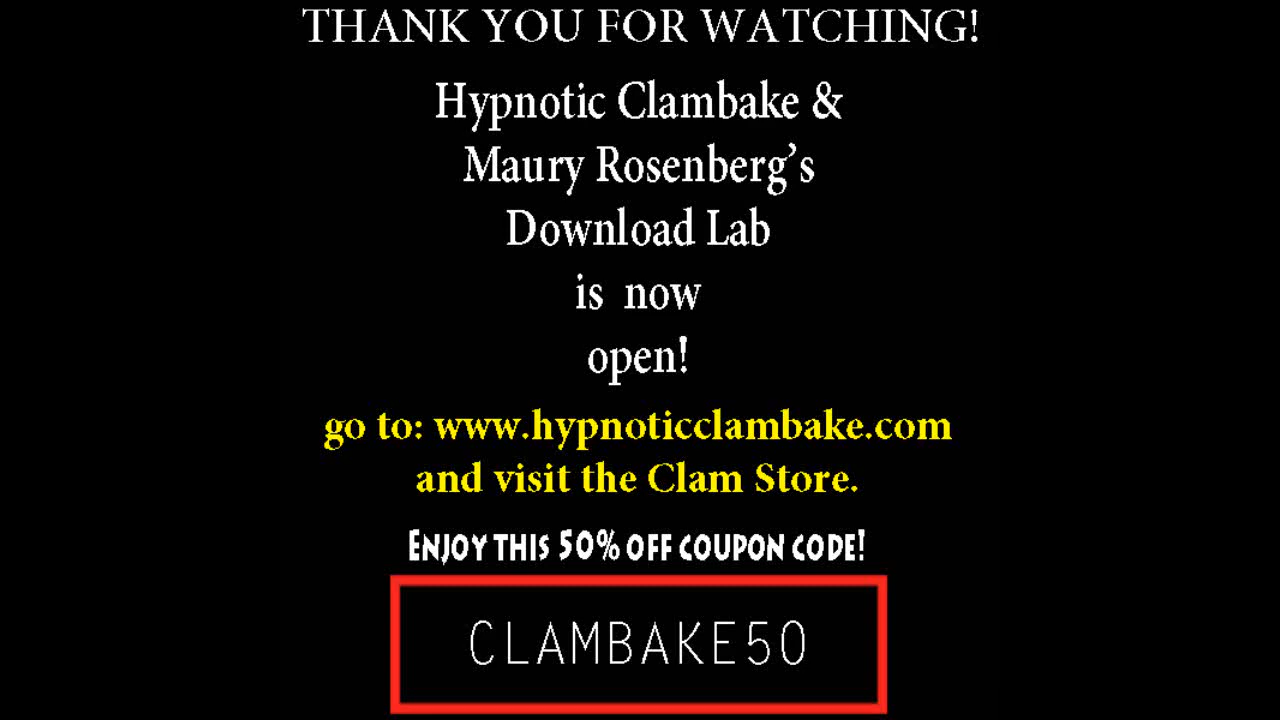 THANK YOU FOR WATCHING!
Hypnotic Clambake &
Maury Rosenberg’s
Download Lab
is now
open!
go to: www.hypnoticclambake.com
and visit the Clam Store.
ENJOY THIS 50% OFF COUPON CODE!
CLAMBAKE50